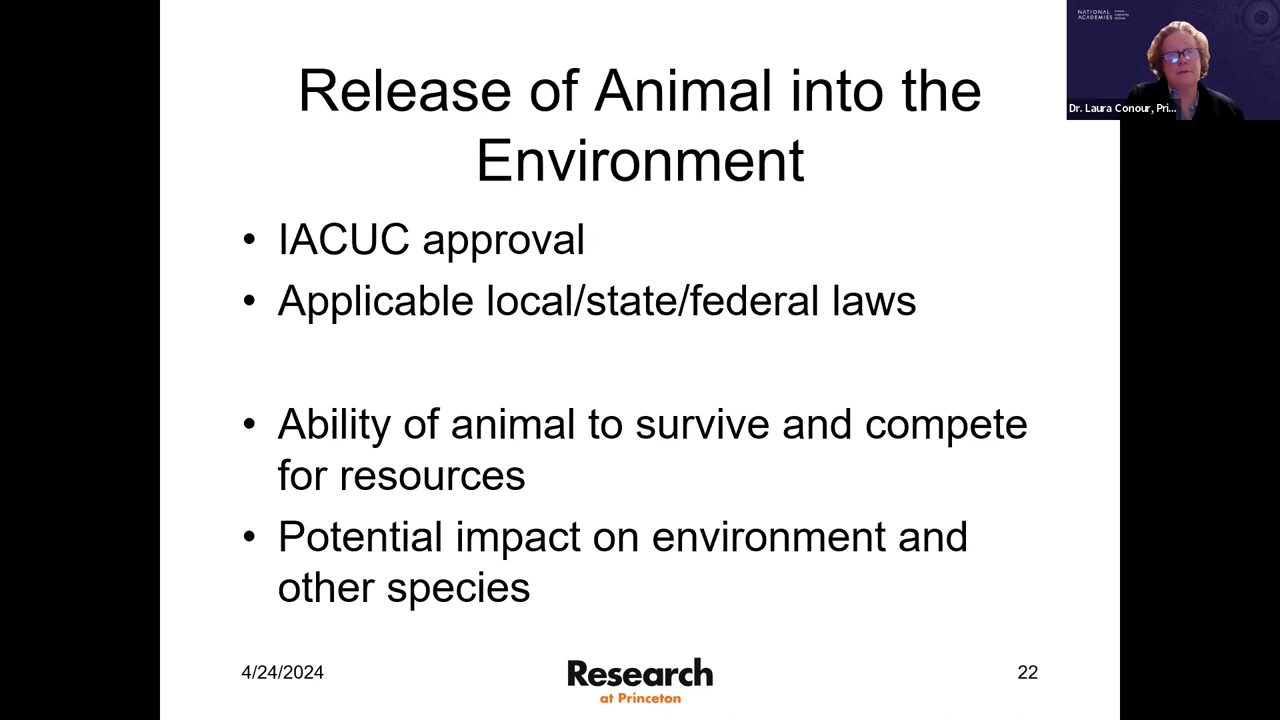 NATIONAL
ACADEMIES
Dr. Laura Conour, Pri...
Release of Animal into the
Environment
• IACUC approval
• Applicable local/state/federal laws
• Ability of animal to survive and compete
for resources
• Potential impact on environment and
other species
4/24/2024
Research
at Princeton
22